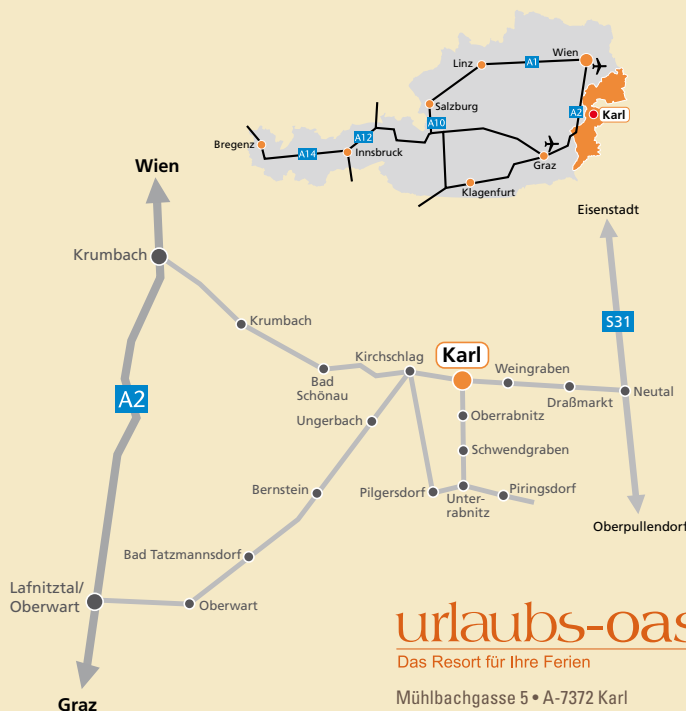 Wien
Linz
A1
A2
Karl
Salzburg
A10
A12
Bregenz
A14
Innsbruck
Graz
Klagenfurt
Wien
Eisenstadt
Krumbach
Krumbach
S31
Kirchschlag
Karl
Weingraben
Bad
Schönau
Draßmarkt
Neutal
A2
Ungerbach
Oberrabnitz
Schwendgraben
Bernstein
Pilgersdorf
Unter-
rabnitz
Piringsdorf
Oberpullendorf
Bad Tatzmannsdorf
Lafnitztal/
Oberwart
Oberwart
urlaubs-oas
Das Resort für Ihre Ferien
Mühlbachgasse 5 • A-7372 Karl
Graz